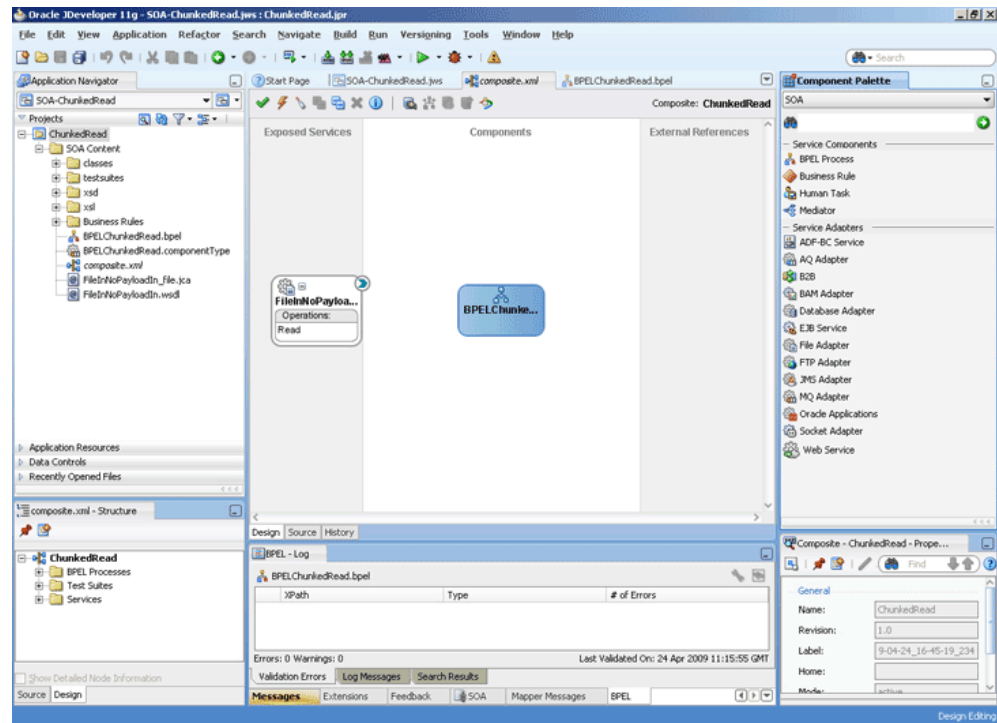 Oracle JDeveloper 11g - SOA-ChunkedRead.jws : ChunkedRead.jpr
File Edit View Application Refactor Search Navigate Build Run Versigning Tools Window Help
Search
Application Navigator
SOA-ChunkedRead
Projects
ChunkedRead
SOA Content
classes
testsuites
xsd
xsl
Business Rules
BPELChunkedRead.bpel
BPELChunkedRead.componentType
composite.xml
FileInNoPayloadIn_file.jca
FileInNoPayloadIn.wsdl
Application Resources
Data Controls
Recently Opened Files
composite.xml - Structure
ChunkedRead
BPEL Processes
Test Suites
Services
Show Detailed Node Information
Source Design
Start Page SOA-ChunkedRead.jws composite.xml BPELChunkedRead.bpel
Composite: ChunkedRead
Exposed Services Components External References
FileInNoPayloa...
Operations:
Read
BPELChunke...
Design Source History
BPEL - Log
BPELChunkedRead.bpel
XPath Type # of Errors
Errors: 0 Warnings: 0 Last Validated On: 24 Apr 2009 11:15:55 GMT
Validation Errors Log Messages Search Results
Messages Extensions Feedback SOA Mapper Messages BPEL
Component Palette
SOA
Service Components
BPEL Process
Business Rule
Human Task
Mediator
Service Adapters
ADF-BC Service
AQ Adapter
B2B
BAM Adapter
Database Adapter
EJB Service
File Adapter
FTP Adapter
JMS Adapter
MQ Adapter
Oracle Applications
Socket Adapter
Web Service
Composite - ChunkedRead - Prope...
Find
General
Name: ChunkedRead
Revision: 1.0
Label: 9-04-24_16-45-19_234
Home:
Mode: active
Design Editing